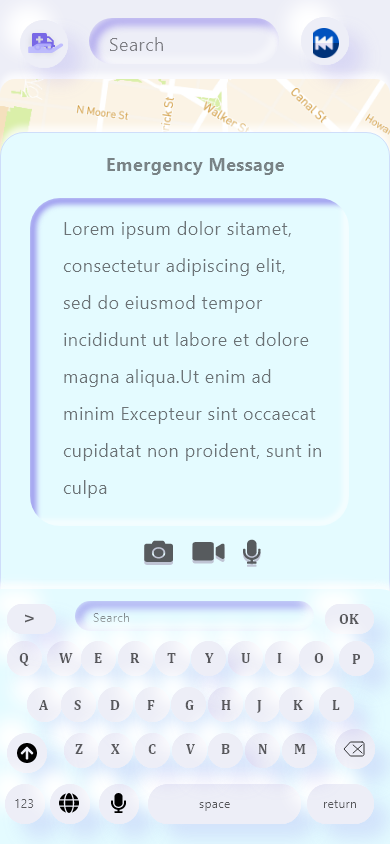 Search
N Moore St
rick St
Walker St
Canal St
Howa
Emergency Message
Lorem ipsum dolor sitamet,
consectetur adipiscing elit,
sed do eiusmod tempor
incididunt ut labore et dolore
magna aliqua.Ut enim ad
minim Excepteur sint occaecat
cupidatat non proident, sunt in
culpa
> Search OK
Q W E R T Y U I O P
A S D F G H J K L
Z X C V B N M
123 space return